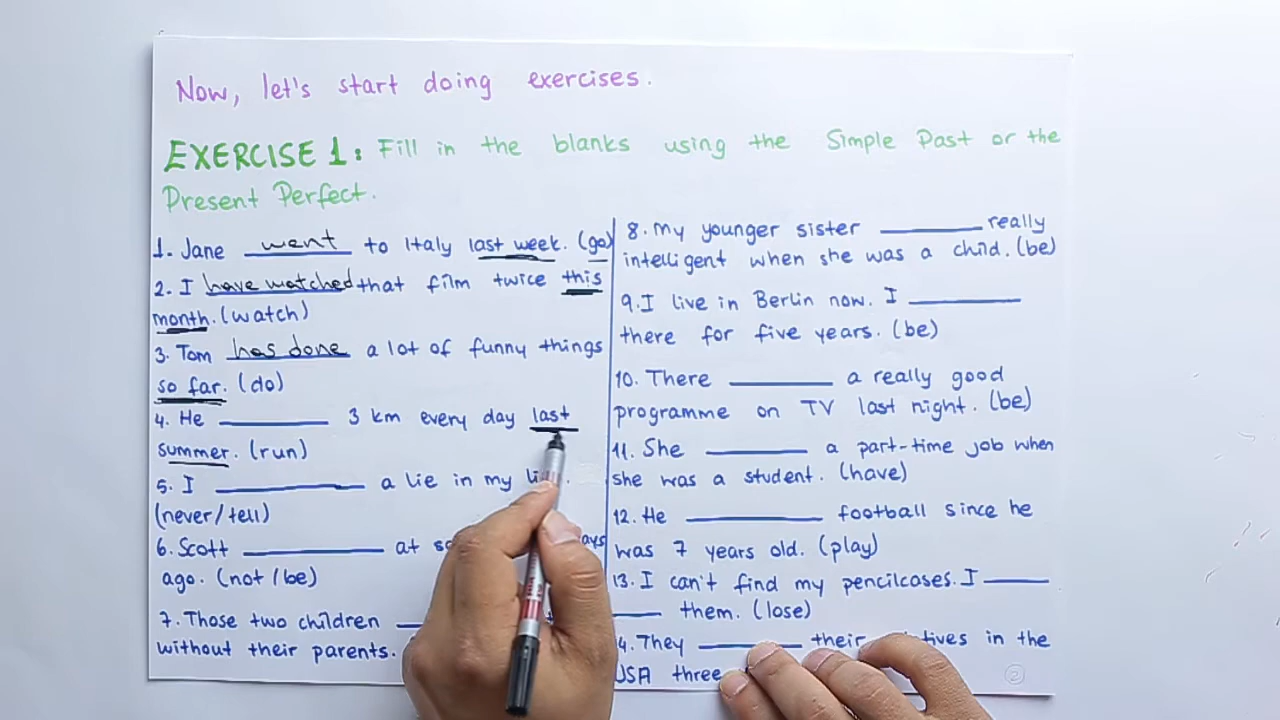 Now, let's start doing exercises.
EXERCISE 1: Fill in the blanks using the Simple Past or the
Present Perfect.
1. Jane went to Italy last week. (go)
2. I have watched that film twice this
month. (watch)
3. Tom has done a lot of funny things
so far. (do)
4. He ________ 3 km every day last
summer. (run)
5. I ________ a lie in my
(never/tell)
6. Scott ________ at
ago. (not/be)
7. Those two children
without their parents.
8. My younger sister ________ really
intelligent when she was a child. (be)
9. I live in Berlin now. I ________
there for five years. (be)
10. There ________ a really good
programme on TV last night. (be)
11. She ________ a part-time job when
she was a student. (have)
12. He ________ football since he
was 7 years old. (play)
13. I can't find my pencilcases. I ____
____ them. (lose)
4. They ________ their in the
USA three
2